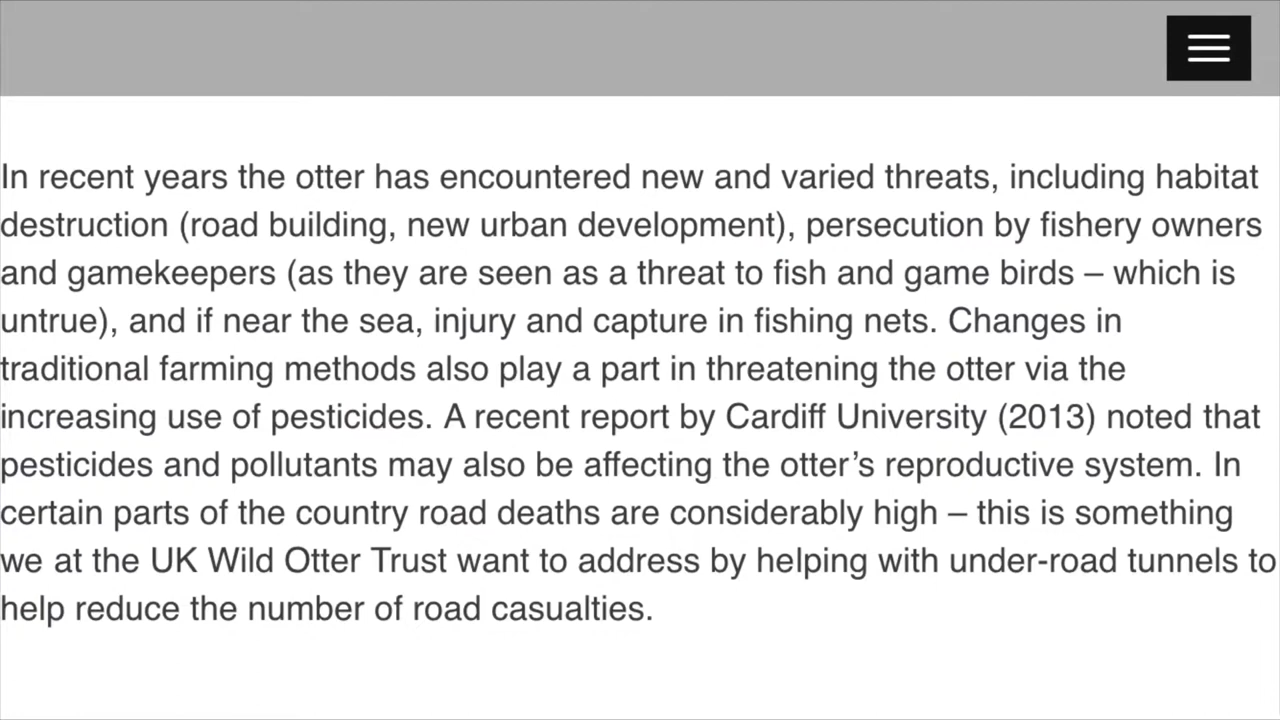 In recent years the otter has encountered new and varied threats, including habitat
destruction (road building, new urban development), persecution by fishery owners
and gamekeepers (as they are seen as a threat to fish and game birds – which is
untrue), and if near the sea, injury and capture in fishing nets. Changes in
traditional farming methods also play a part in threatening the otter via the
increasing use of pesticides. A recent report by Cardiff University (2013) noted that
pesticides and pollutants may also be affecting the otter’s reproductive system. In
certain parts of the country road deaths are considerably high – this is something
we at the UK Wild Otter Trust want to address by helping with under-road tunnels to
help reduce the number of road casualties.